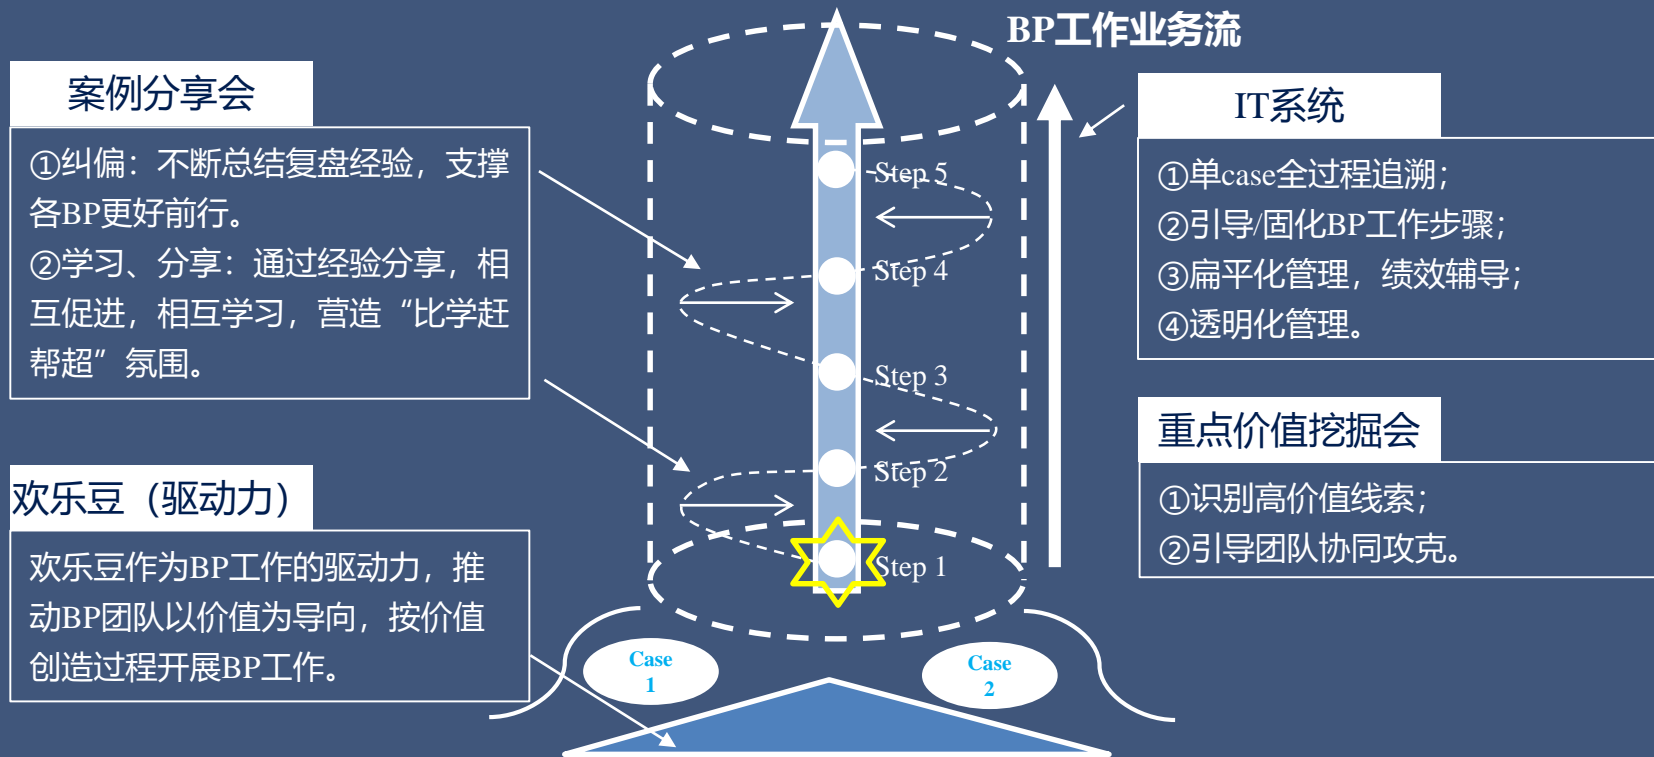 BP工作业务流
案例分享会
①纠偏：不断总结复盘经验，支撑
各BP更好前行。
②学习、分享：通过经验分享，相
互促进，相互学习，营造“比学赶
帮超”氛围。
欢乐豆（驱动力）
欢乐豆作为BP工作的驱动力，推
动BP团队以价值为导向，按价值
创造过程开展BP工作。
Step 5
Step 4
Step 3
Step 2
Step 1
Case
1
Case
2
IT系统
①单case全过程追溯；
②引导/固化BP工作步骤；
③扁平化管理，绩效辅导；
④透明化管理。
重点价值挖掘会
①识别高价值线索；
②引导团队协同攻克。